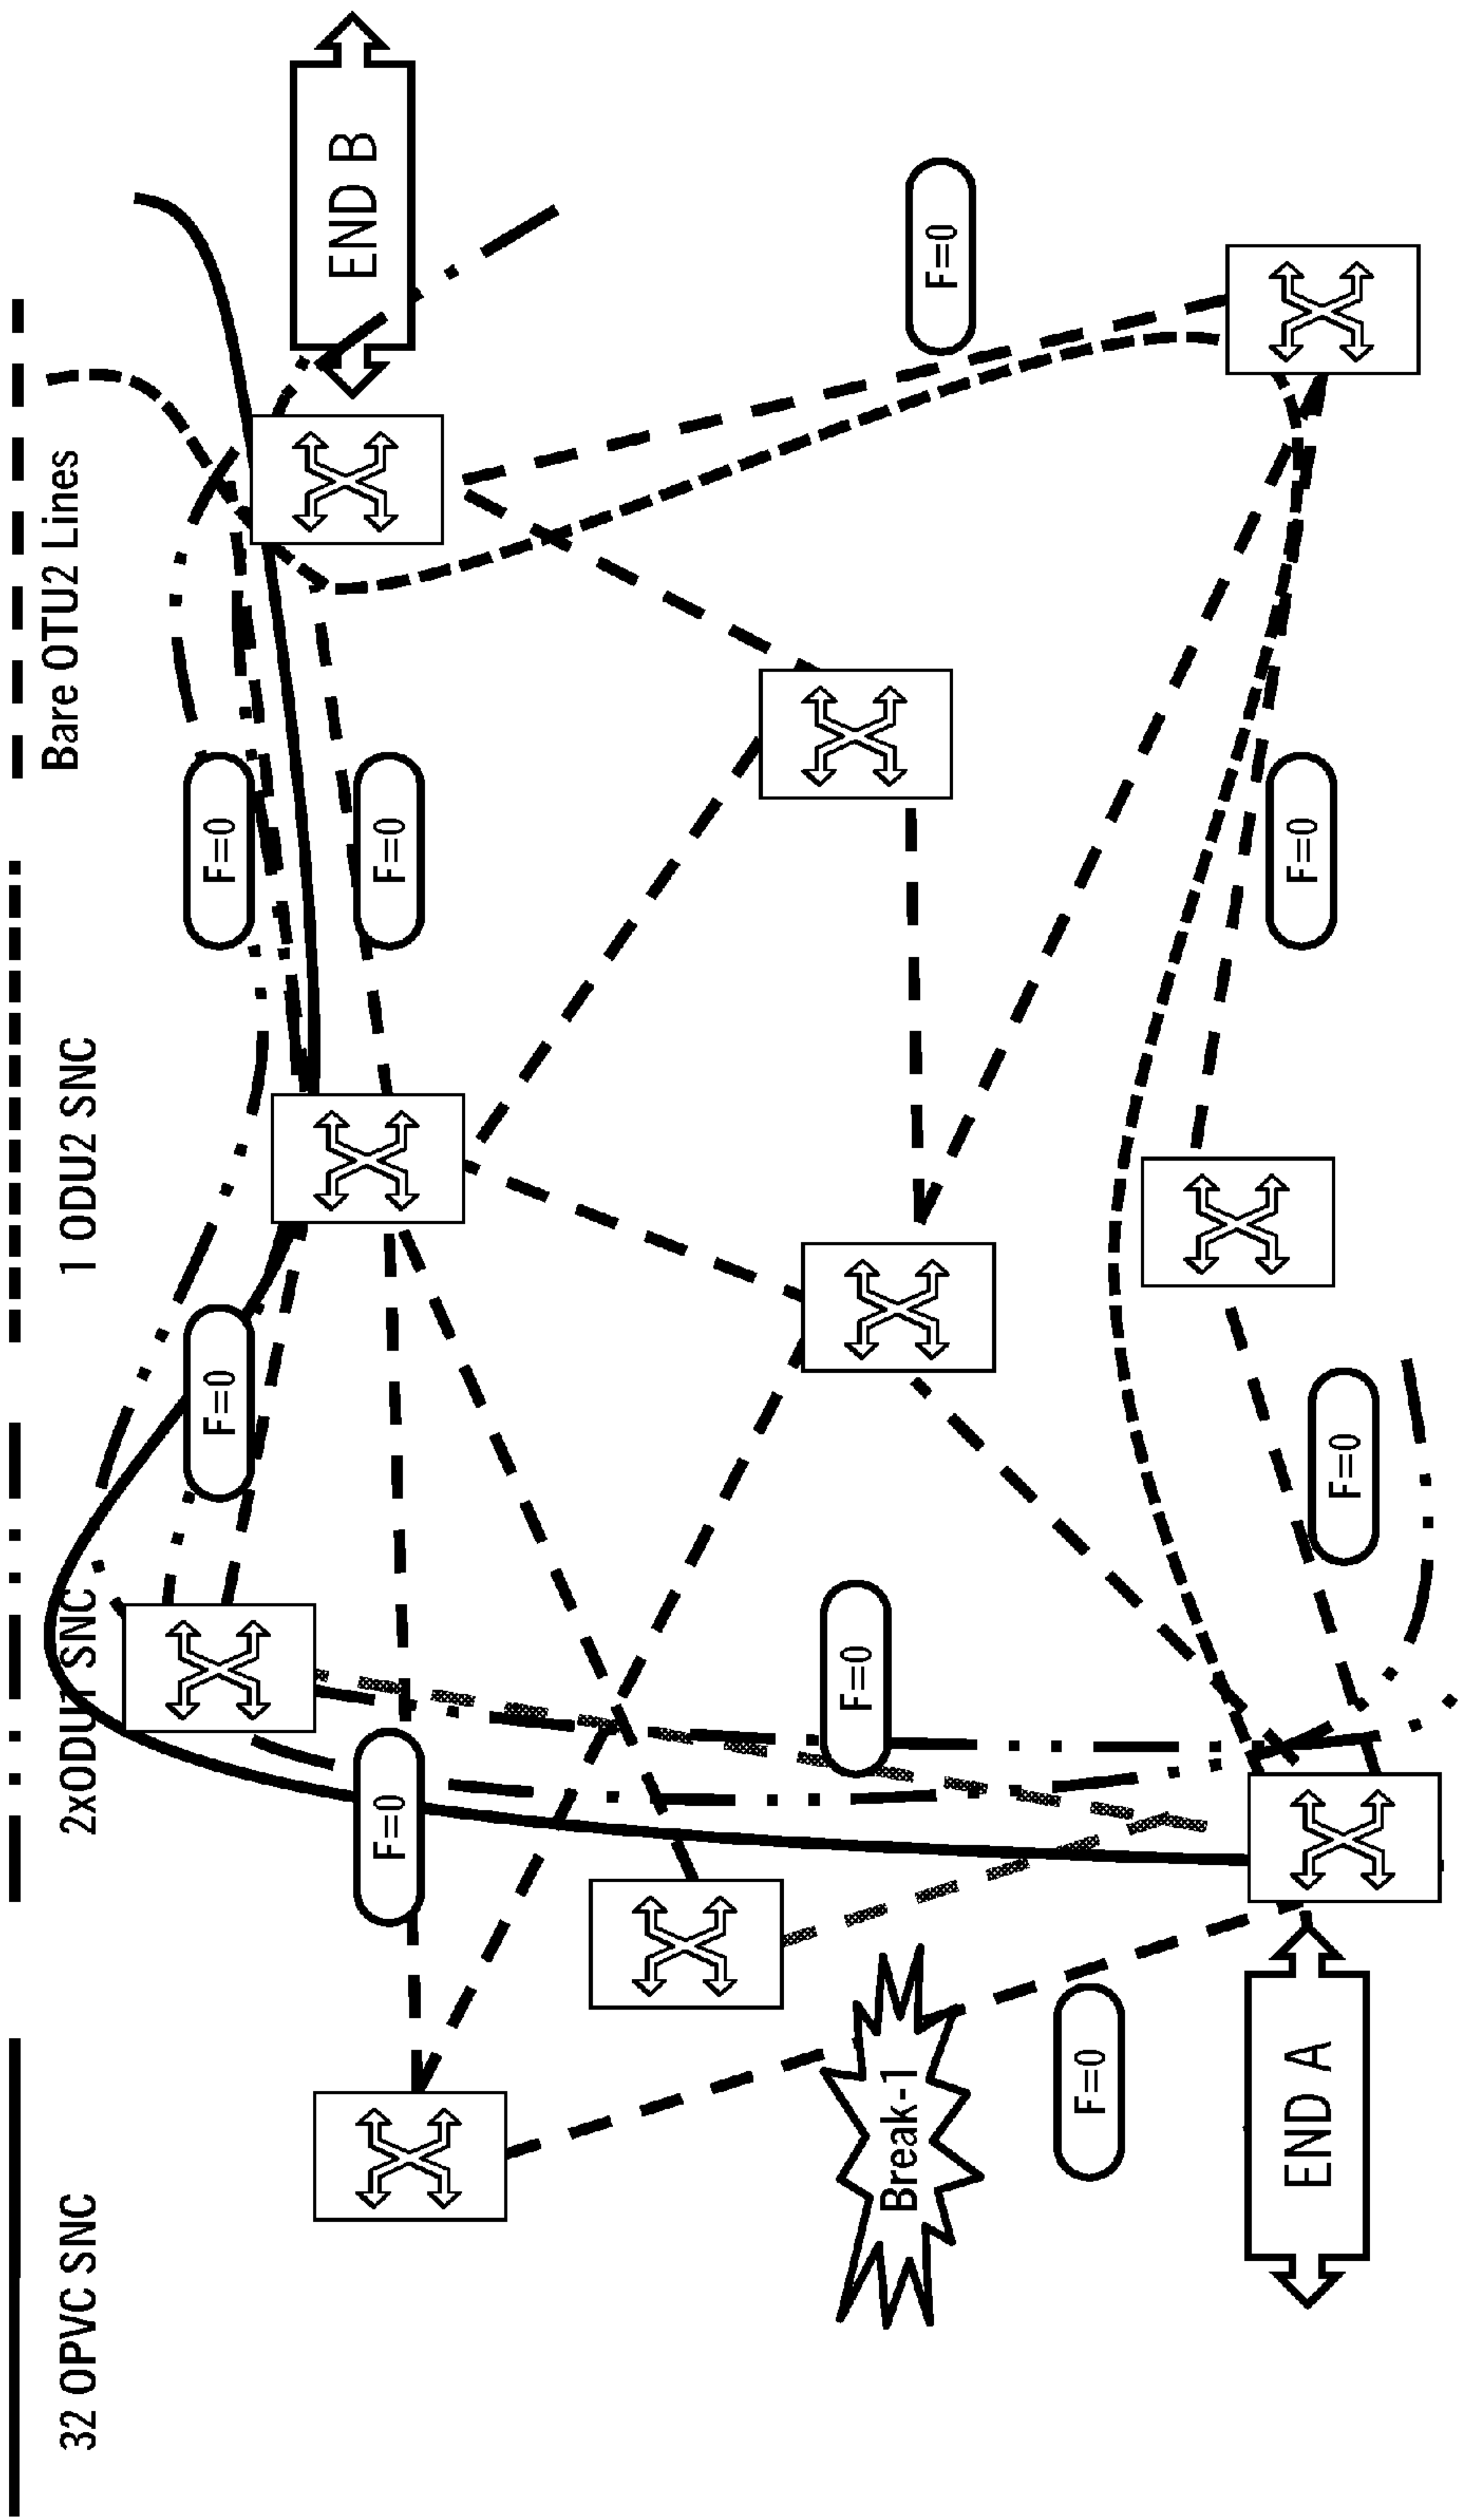 32 OPVC SNC
2xODU1 SNC
1 ODU2 SNC
Bare OTU2 Lines
F=0
F=0
END B
F=0
F=0
F=0
Break-1
F=0
F=0
END A
F=0
F=0